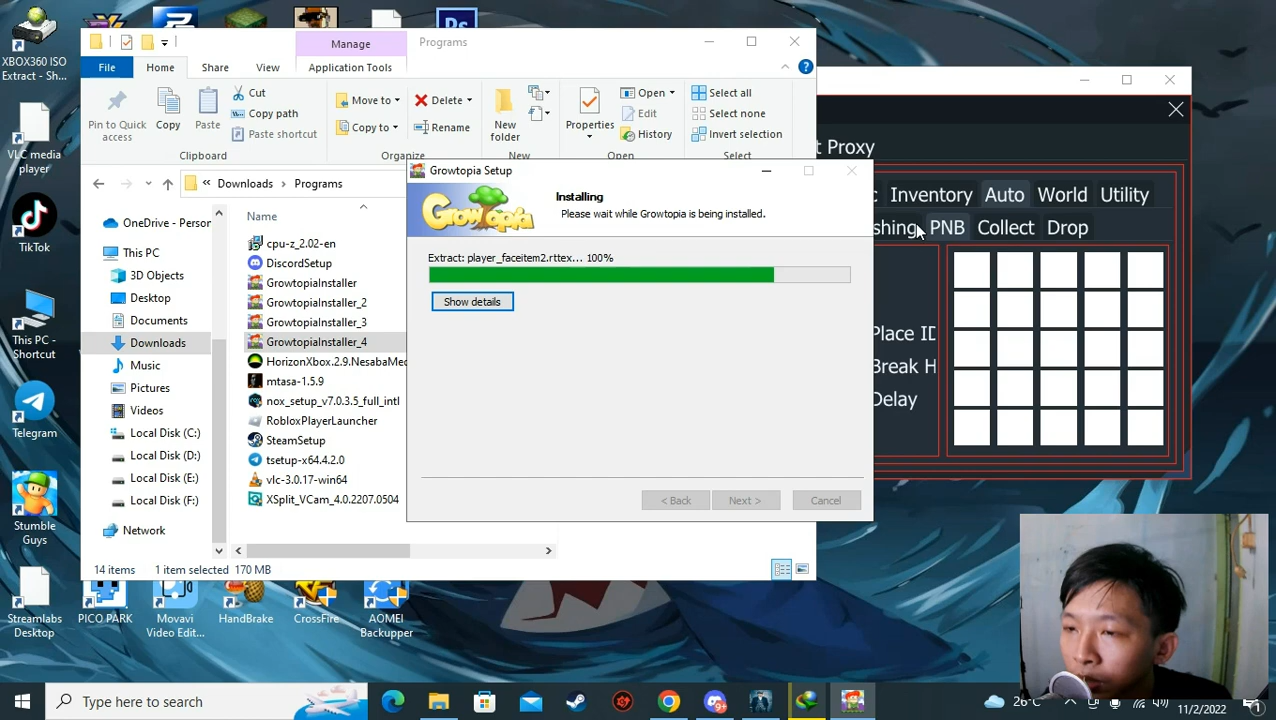 XBOX360 ISO
Extract - Sh...
VLC media
player
TikTok
This PC -
Shortcut
Telegram
Stumble
Guys
Streamlabs
Desktop
PICO PARK
Movavi
Video Edit...
HandBrake
CrossFire
AOMEI
Backupper
Ps
Manage
Programs
File
Home
Share
View
Application Tools
Pin to Quick
access
Copy
Paste
Cut
Copy path
Paste shortcut
Clipboard
Move to
Copy to
Delete
Rename
Organize
New
folder
New
Properties
Open
Edit
History
Open
Select all
Select none
Invert selection
Select
« Downloads > Programs
OneDrive - Person
This PC
3D Objects
Desktop
Documents
Downloads
Music
Pictures
Videos
Local Disk (C:)
Local Disk (D:)
Local Disk (E:)
Local Disk (F:)
Network
Name
cpu-z_2.02-en
DiscordSetup
GrowtopiaInstaller
GrowtopiaInstaller_2
GrowtopiaInstaller_3
GrowtopiaInstaller_4
HorizonXbox.2.9.NesabaMed
mtasa-1.5.9
nox_setup_v7.0.3.5_full_intl
RobloxPlayerLauncher
SteamSetup
tsetup-x64.4.2.0
vlc-3.0.17-win64
XSplit_VCam_4.0.2207.0504
14 items
1 item selected 170 MB
Growtopia Setup
Growtopia
Installing
Please wait while Growtopia is being installed.
Extract: player_faceitem2.rttex... 100%
Show details
< Back
Next >
Cancel
t Proxy
c
Inventory
Auto
World
Utility
shing
PNB
Collect
Drop
Place ID
Break H
Delay
Type here to search
9+
26°C
11/2/2022
1